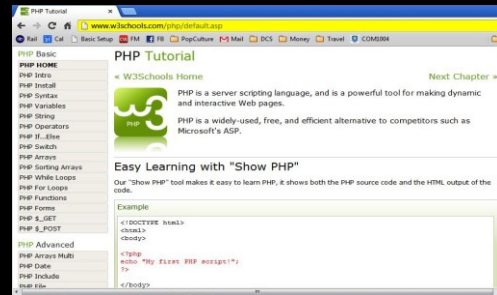 PHP Tutorial
www.w3schools.com/php/default.asp
Rail Cal Basic Setup FM FB PopCulture Mail DCS Money Travel COM1004
PHP Basic
PHP HOME
PHP Intro
PHP Install
PHP Syntax
PHP Variables
PHP String
PHP Operators
PHP If...Else
PHP Switch
PHP Arrays
PHP Sorting Arrays
PHP While Loops
PHP For Loops
PHP Functions
PHP Forms
PHP $_GET
PHP $_POST
PHP Advanced
PHP Arrays Multi
PHP Date
PHP Include
PHP File
PHP Tutorial
« W3Schools Home
Next Chapter »
w3
PHP
PHP is a server scripting language, and is a powerful tool for making dynamic
and interactive Web pages.
PHP is a widely-used, free, and efficient alternative to competitors such as
Microsoft's ASP.
Easy Learning with "Show PHP"
Our "Show PHP" tool makes it easy to learn PHP, it shows both the PHP source code and the HTML output of the
code.
Example
<!DOCTYPE html>
<html>
<body>
<?php
echo "My first PHP script!";
?>
</body>